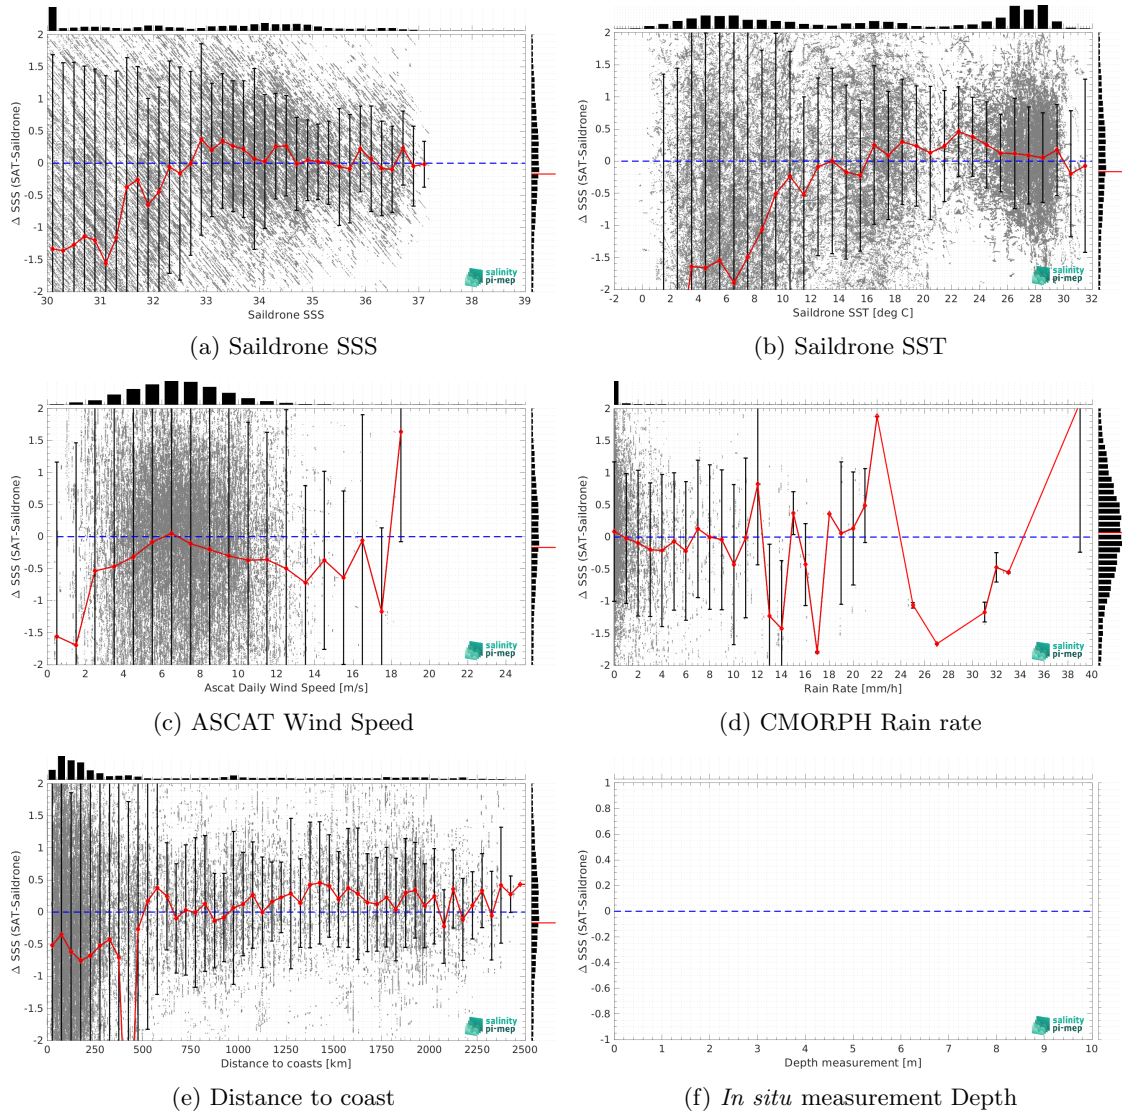 2
1.5
1
0.5
0
-0.5
-1
-1.5
-2
Δ SSS (SAT-Saildrone)
30 31 32 33 34 35 36 37 38 39
Saildrone SSS
salinity
pi-mep
(a) Saildrone SSS
2
1.5
1
0.5
0
-0.5
-1
-1.5
-2
Δ SSS (SAT-Saildrone)
-2 0 2 4 6 8 10 12 14 16 18 20 22 24 26 28 30 32
Saildrone SST [deg C]
salinity
pi-mep
(b) Saildrone SST
2
1.5
1
0.5
0
-0.5
-1
-1.5
-2
Δ SSS (SAT-Saildrone)
0 2 4 6 8 10 12 14 16 18 20 22 24
Ascat Daily Wind Speed [m/s]
salinity
pi-mep
(c) ASCAT Wind Speed
2
1.5
1
0.5
0
-0.5
-1
-1.5
-2
Δ SSS (SAT-Saildrone)
0 2 4 6 8 10 12 14 16 18 20 22 24 26 28 30 32 34 36 38 40
Rain Rate [mm/h]
salinity
pi-mep
(d) CMORPH Rain rate
2
1.5
1
0.5
0
-0.5
-1
-1.5
-2
Δ SSS (SAT-Saildrone)
0 250 500 750 1000 1250 1500 1750 2000 2250 2500
Distance to coasts [km]
salinity
pi-mep
(e) Distance to coast
1
0.8
0.6
0.4
0.2
0
-0.2
-0.4
-0.6
-0.8
-1
Δ SSS (SAT-Saildrone)
0 1 2 3 4 5 6 7 8 9 10
Depth measurement [m]
salinity
pi-mep
(f) In situ measurement Depth